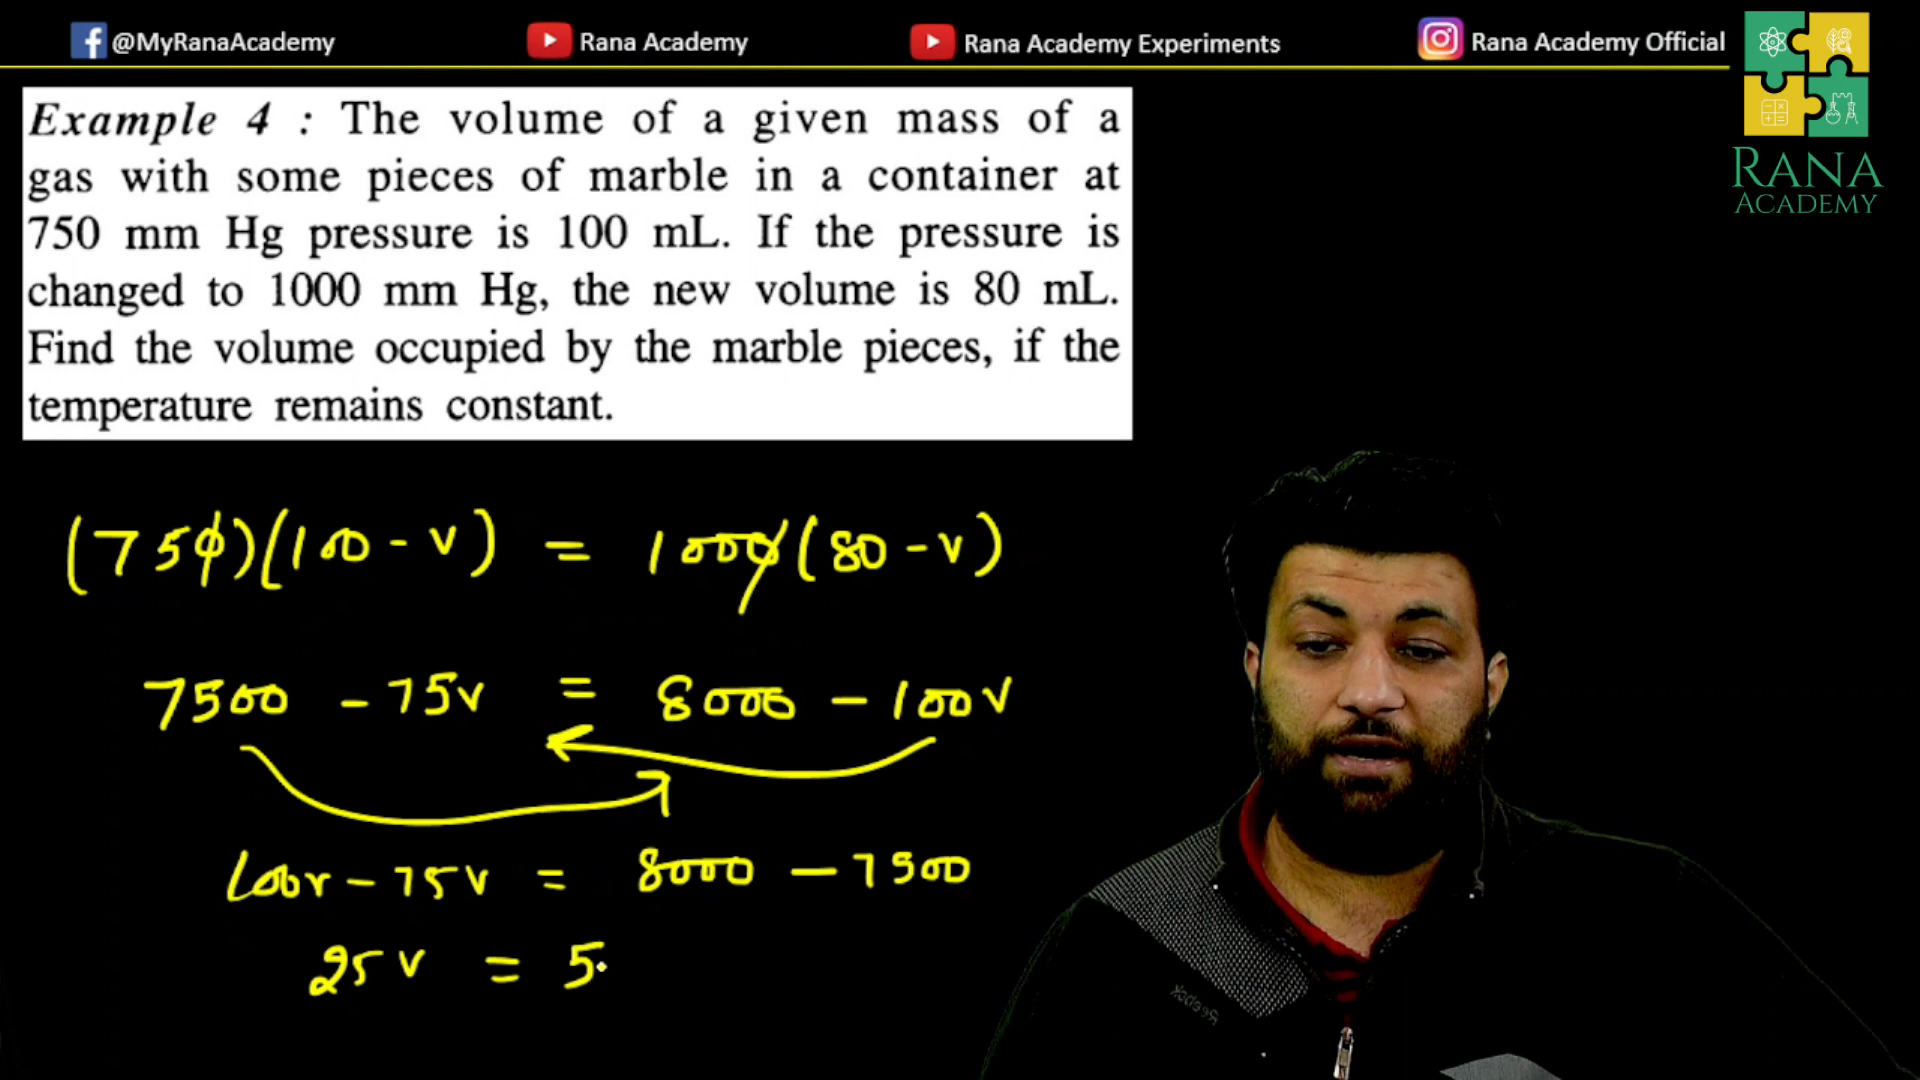 @MyRanaAcademy
Rana Academy
Rana Academy Experiments
Rana Academy Official
RANA
ACADEMY
Example 4 : The volume of a given mass of a
gas with some pieces of marble in a container at
750 mm Hg pressure is 100 mL. If the pressure is
changed to 1000 mm Hg, the new volume is 80 mL.
Find the volume occupied by the marble pieces, if the
temperature remains constant.
(750)(100 - v) = 1000(80 - v)
7500 - 75v = 8000 - 100v
100v - 75v = 8000 - 7500
25v = 5
Reebok